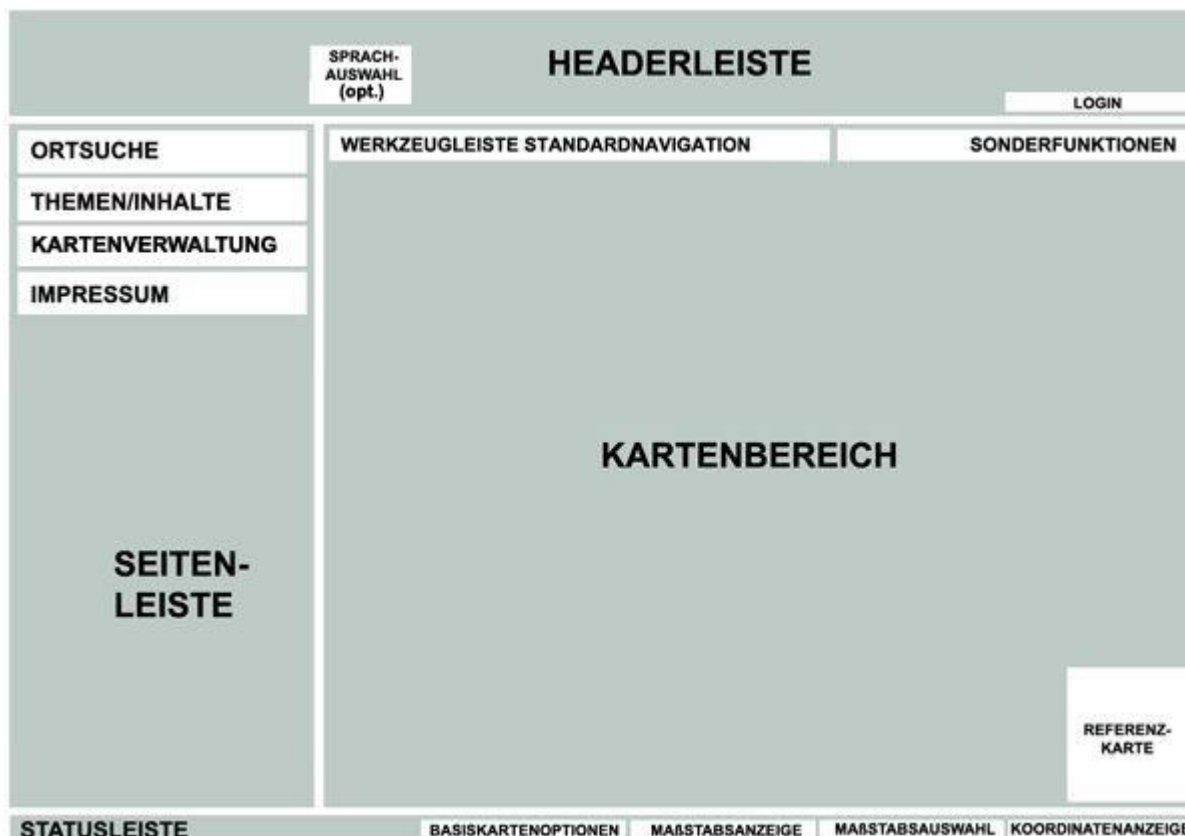 SPRACH-
AUSWAHL
(opt.)
HEADERLEISTE
LOGIN
ORTSUCHE
THEMEN/INHALTE
KARTENVERWALTUNG
IMPRESSUM
SEITEN-
LEISTE
WERKZEUGLEISTE STANDARDNAVIGATION
SONDERFUNKTIONEN
KARTENBEREICH
REFERENZ-
KARTE
STATUSLEISTE
BASISKARTENOPTIONEN
MAßSTABSANZEIGE
MAßSTABSAUSWAHL
KOORDINATENANZEIGE